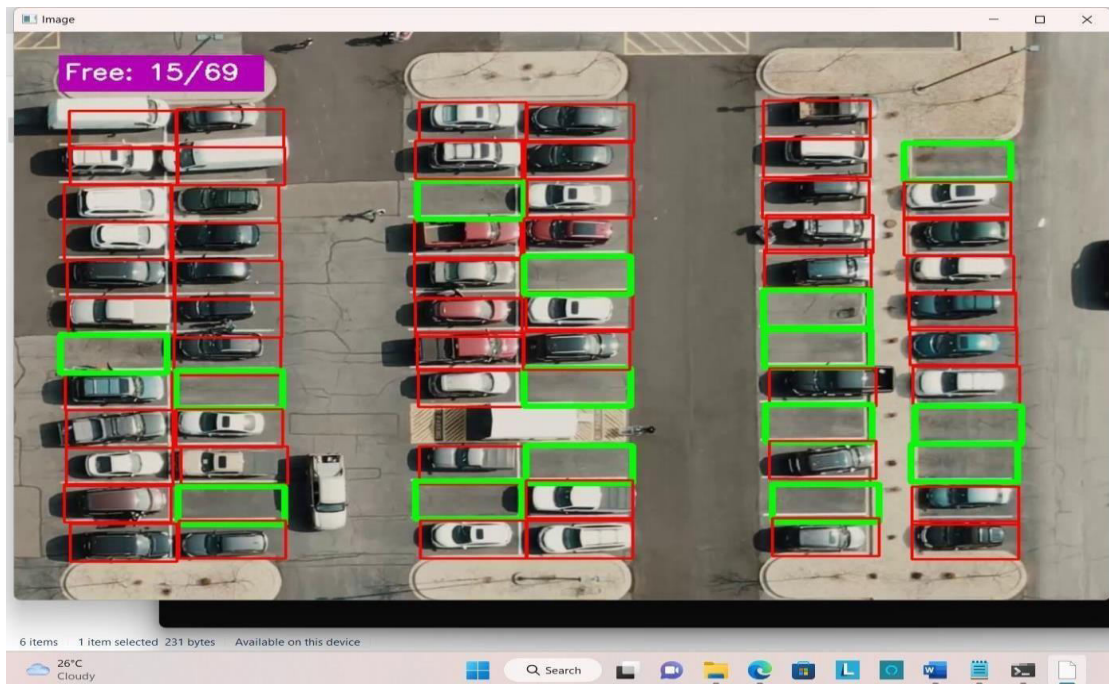 Image
Free: 15/69
6 items 1 item selected 231 bytes Available on this device
26°C
Cloudy
Search